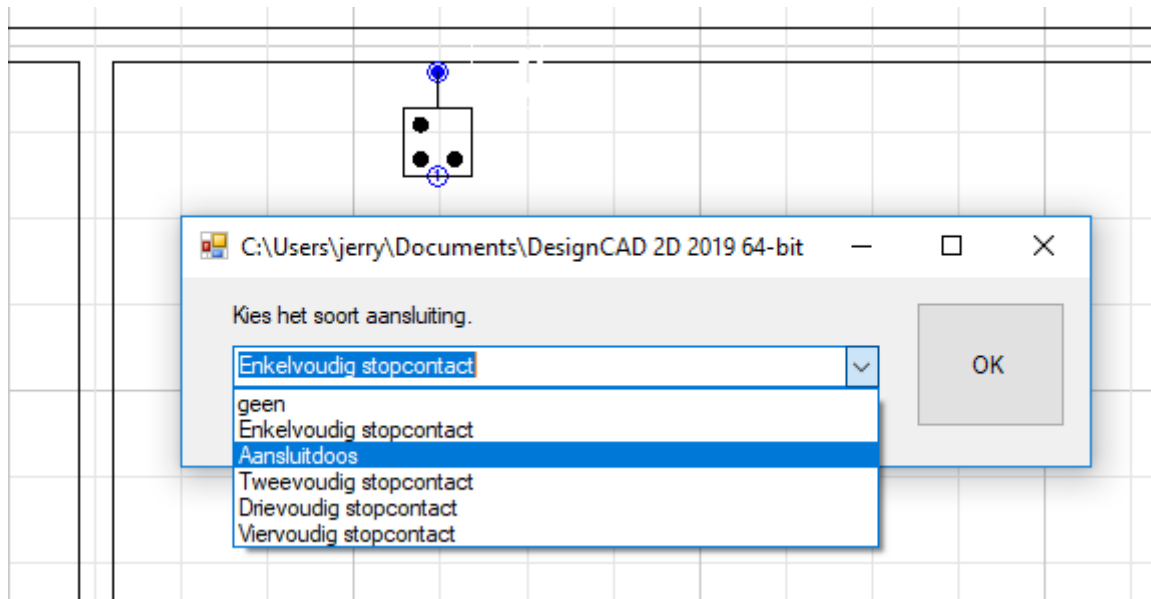 C:\Users\jerry\Documents\DesignCAD 2D 2019 64-bit
Kies het soort aansluiting.
Enkelvoudig stopcontact
OK
geen
Enkelvoudig stopcontact
Aansluitdoos
Tweevoudig stopcontact
Drievoudig stopcontact
Viervoudig stopcontact